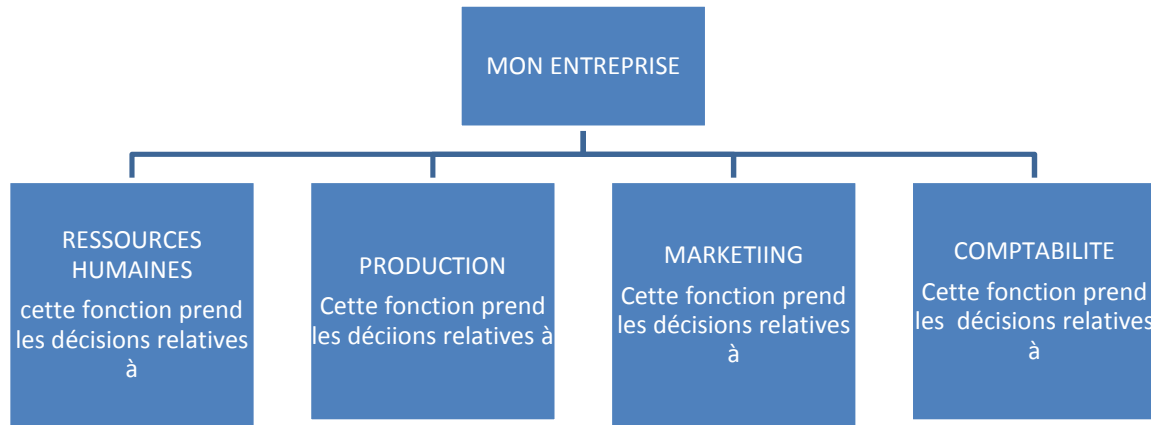 MON ENTREPRISE
RESSOURCES
HUMAINES
cette fonction prend
les décisions relatives
à
PRODUCTION
Cette fonction prend
les déciions relatives à
MARKETIING
Cette fonction prend
les décisions relatives
à
COMPTABILITE
Cette fonction prend
les décisions relatives
à